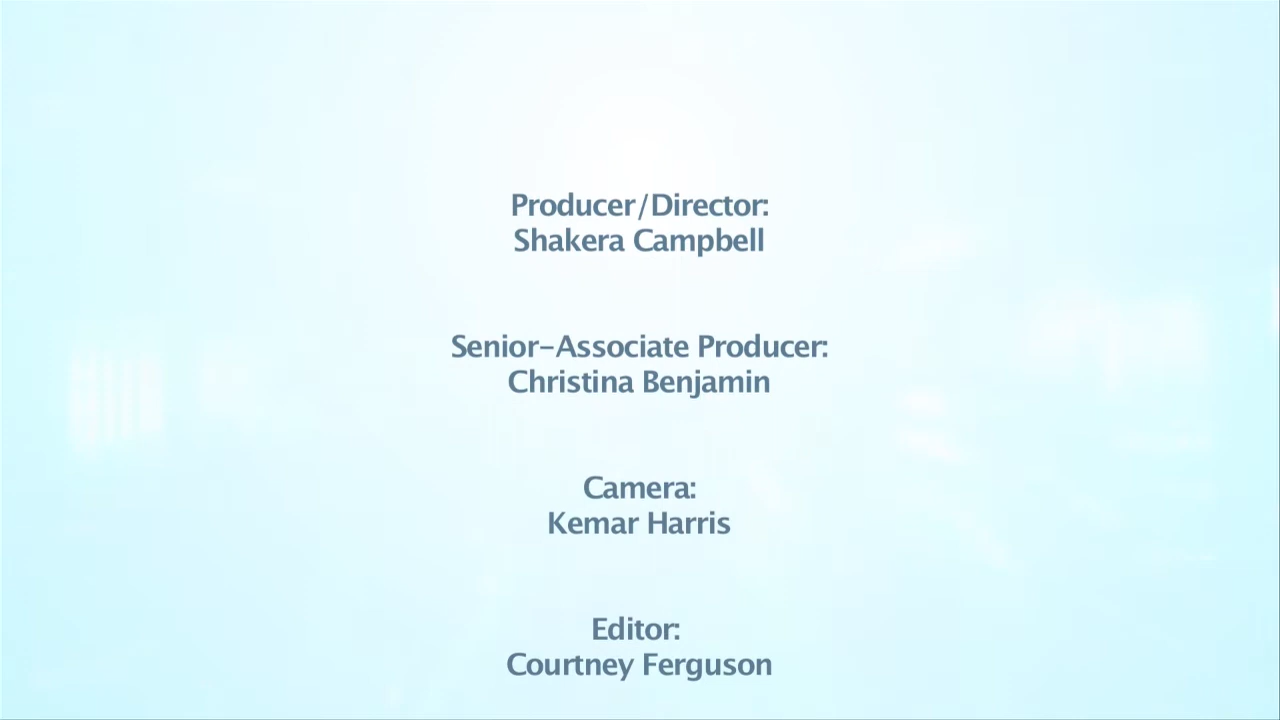 Producer/Director:
Shakera Campbell
Senior-Associate Producer:
Christina Benjamin
Camera:
Kemar Harris
Editor:
Courtney Ferguson